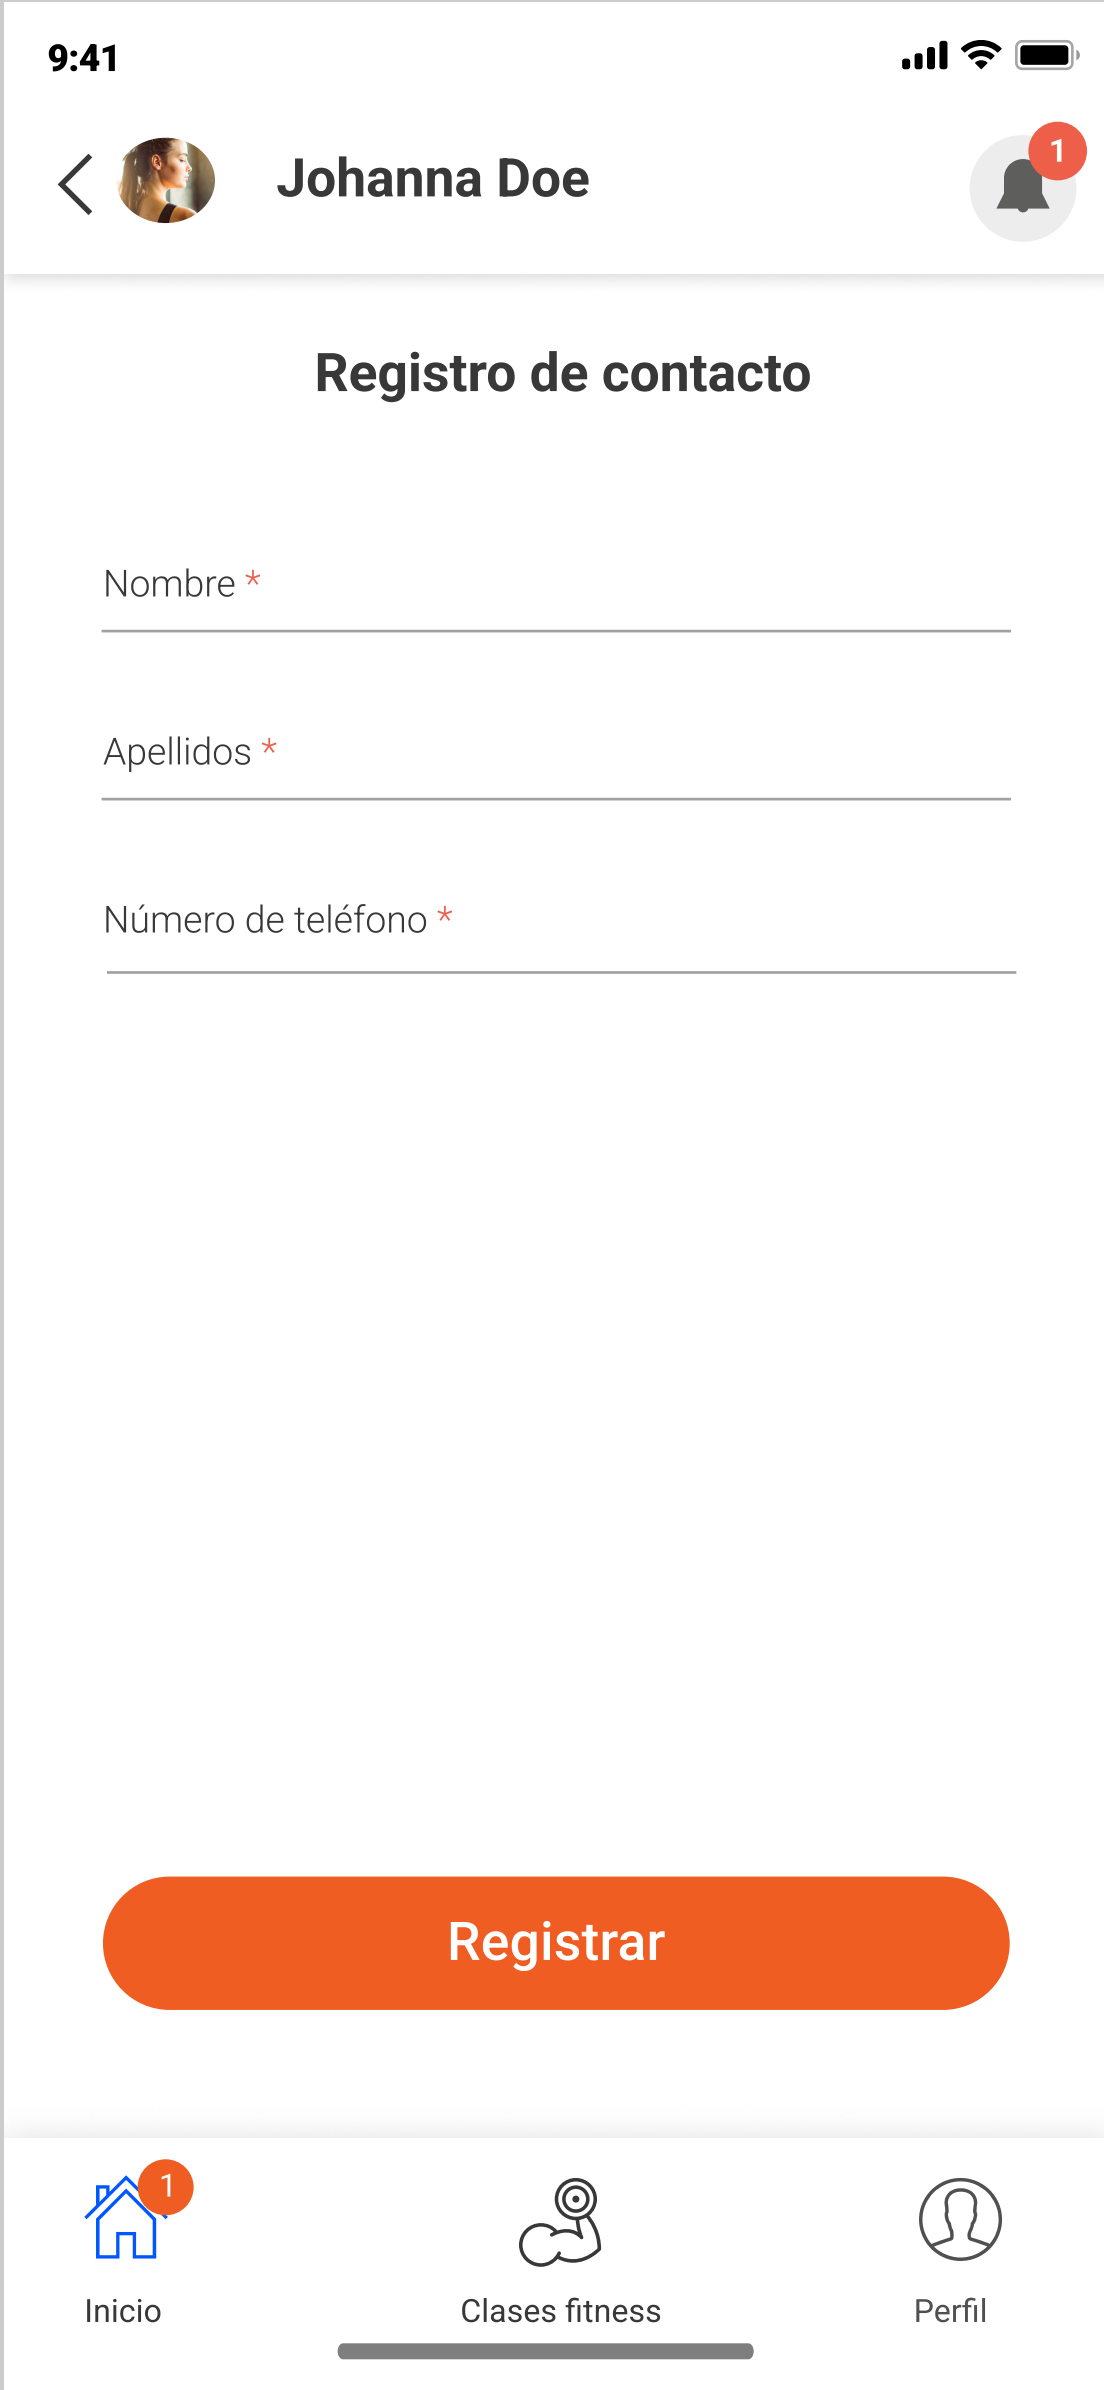 9:41
Johanna Doe
1
Registro de contacto
Nombre *
Apellidos *
Número de teléfono *
Registrar
1
Inicio
Clases fitness
Perfil